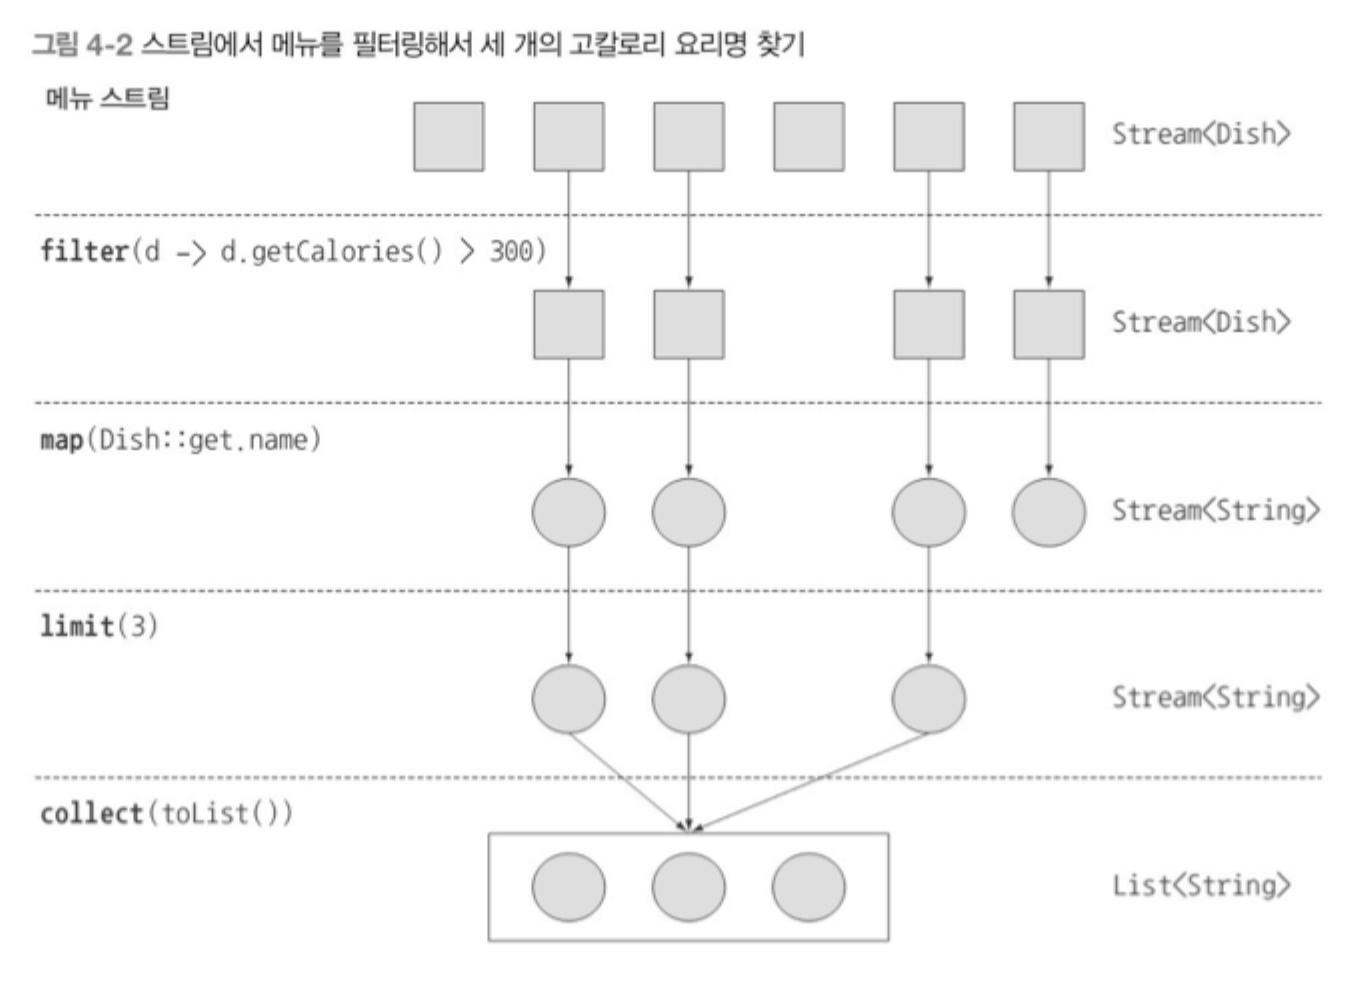 그림 4-2 스트림에서 메뉴를 필터링해서 세 개의 고칼로리 요리명 찾기
메뉴 스트림
Stream<Dish>
filter(d -> d.getCalories() > 300)
Stream<Dish>
map(Dish::get.name)
Stream<String>
limit(3)
Stream<String>
collect(toList())
List<String>